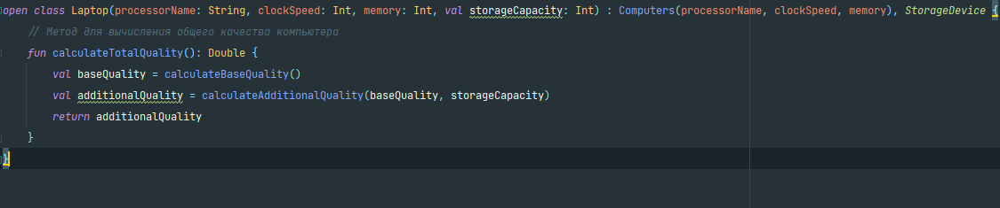 open class Laptop(processorName: String, clockSpeed: Int, memory: Int, val storageCapacity: Int) : Computers(processorName, clockSpeed, memory), StorageDevice {
// Метод для вычисления общего качества компьютера
fun calculateTotalQuality(): Double {
val baseQuality = calculateBaseQuality()
val additionalQuality = calculateAdditionalQuality(baseQuality, storageCapacity)
return additionalQuality
}
}